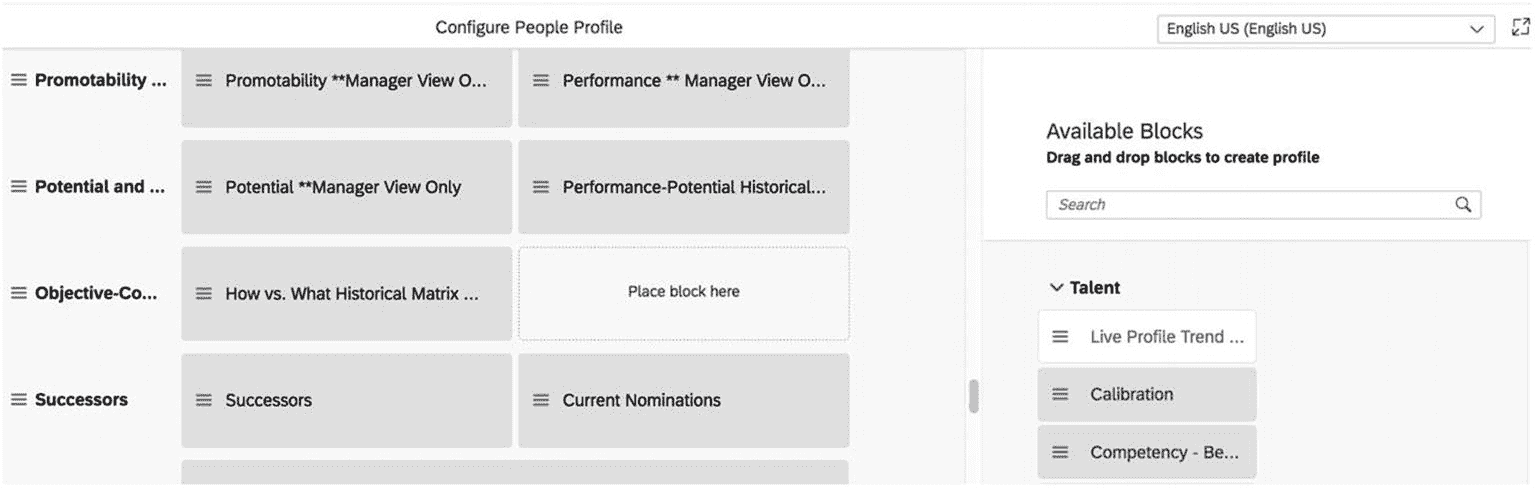 Configure People Profile
English US (English US)
Promotability ...
Promotability **Manager View O...
Performance ** Manager View O...
Potential and ...
Potential **Manager View Only
Performance-Potential Historical...
Objective-Co...
How vs. What Historical Matrix ...
Place block here
Successors
Successors
Current Nominations
Available Blocks
Drag and drop blocks to create profile
Search
Talent
Live Profile Trend ...
Calibration
Competency - Be...